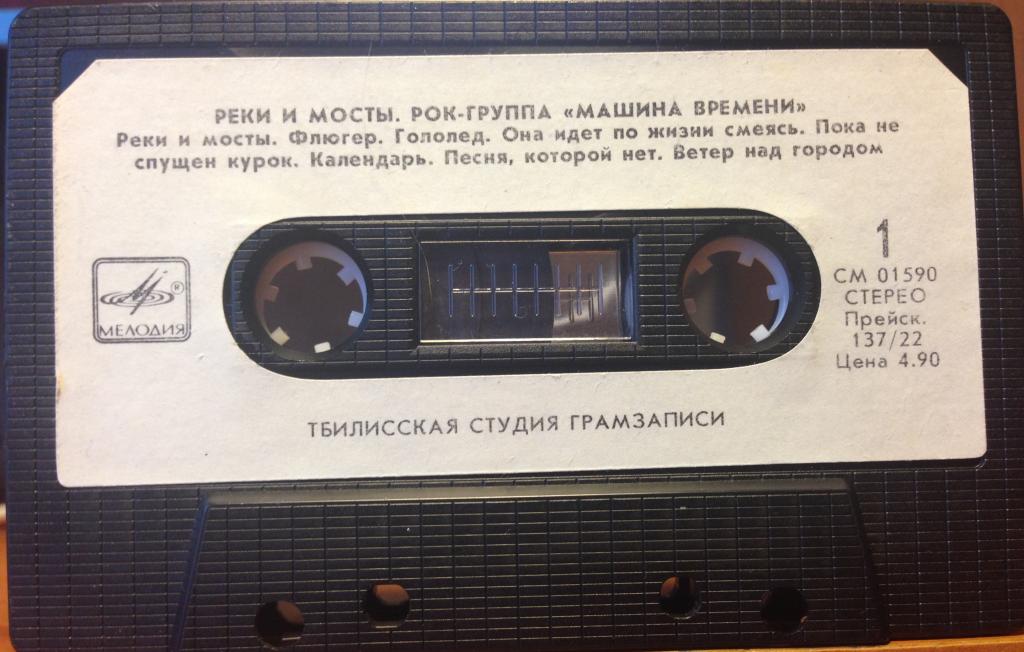 РЕКИ И МОСТЫ. РОК-ГРУППА «МАШИНА ВРЕМЕНИ»
Реки и мосты. Флюгер. Гололед. Она идет по жизни смеясь. Пока не
спущен курок. Календарь. Песня, которой нет. Ветер над городом
1
СМ 01590
СТЕРЕО
Прейск.
137/22
Цена 4.90
®
МЕЛОДИЯ
ТБИЛИССКАЯ СТУДИЯ ГРАМЗАПИСИ